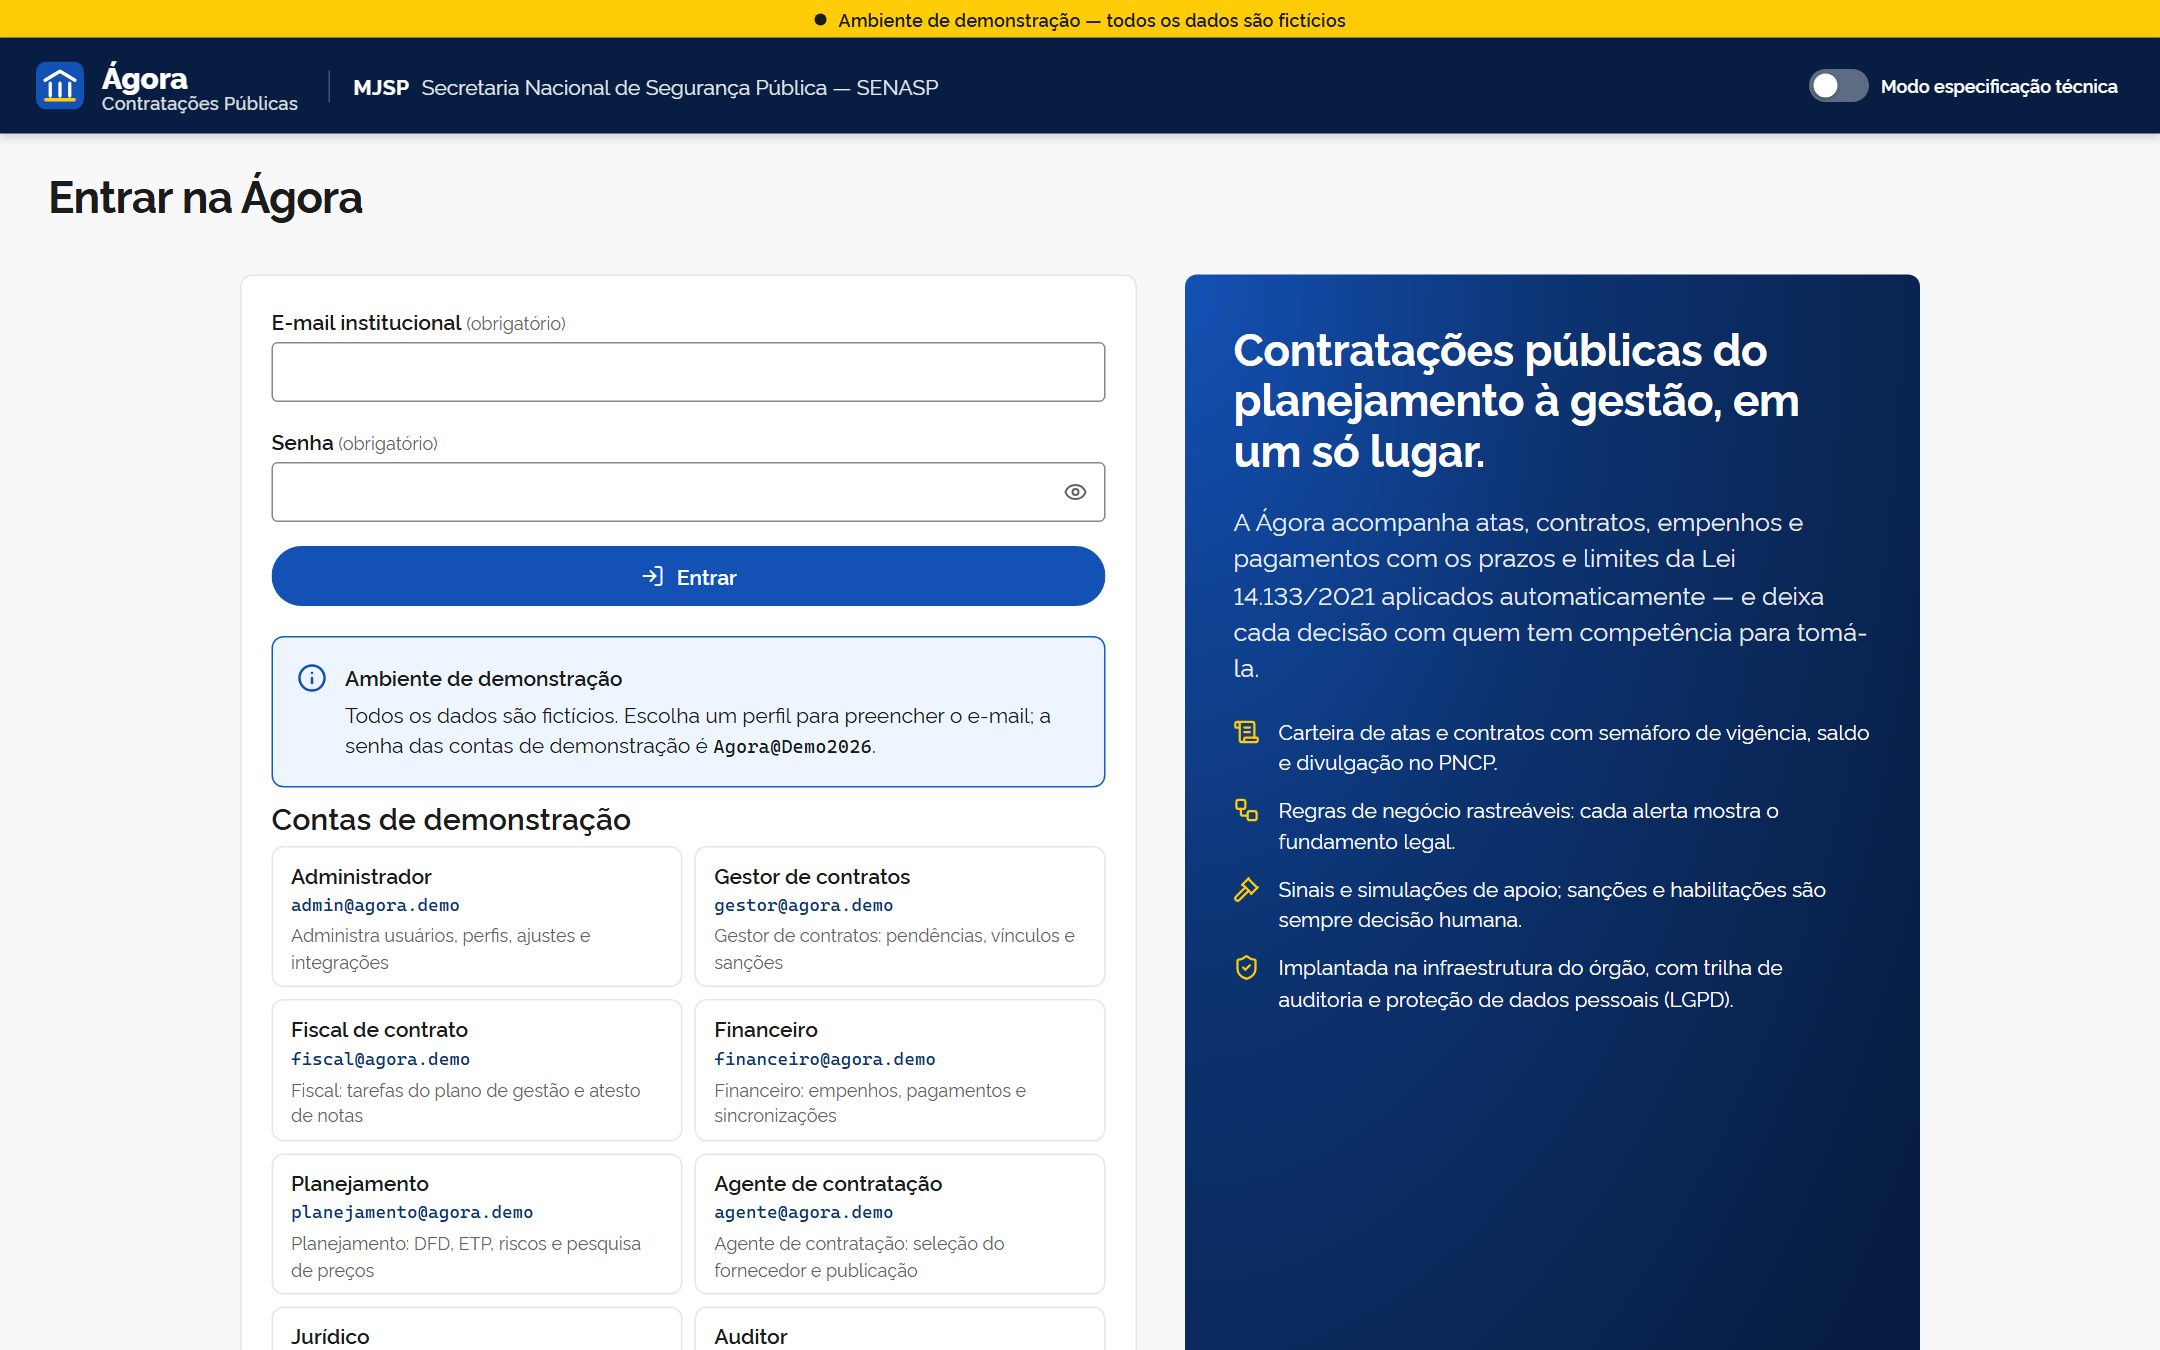 Ambiente de demonstração — todos os dados são fictícios
Ágora
Contratações Públicas
MJSP Secretaria Nacional de Segurança Pública — SENASP
Modo especificação técnica
Entrar na Ágora
E-mail institucional (obrigatório)
Senha (obrigatório)
Entrar
Ambiente de demonstração
Todos os dados são fictícios. Escolha um perfil para preencher o e-mail; a
senha das contas de demonstração é Agora@Demo2026.
Contas de demonstração
Administrador
admin@agora.demo
Administra usuários, perfis, ajustes e
integrações
Gestor de contratos
gestor@agora.demo
Gestor de contratos: pendências, vínculos e
sanções
Fiscal de contrato
fiscal@agora.demo
Fiscal: tarefas do plano de gestão e atesto
de notas
Financeiro
financeiro@agora.demo
Financeiro: empenhos, pagamentos e
sincronizações
Planejamento
planejamento@agora.demo
Planejamento: DFD, ETP, riscos e pesquisa
de preços
Agente de contratação
agente@agora.demo
Agente de contratação: seleção do
fornecedor e publicação
Jurídico
Auditor
Contratações públicas do
planejamento à gestão, em
um só lugar.
A Ágora acompanha atas, contratos, empenhos e
pagamentos com os prazos e limites da Lei
14.133/2021 aplicados automaticamente — e deixa
cada decisão com quem tem competência para tomá-
la.
Carteira de atas e contratos com semáforo de vigência, saldo
e divulgação no PNCP.
Regras de negócio rastreáveis: cada alerta mostra o
fundamento legal.
Sinais e simulações de apoio; sanções e habilitações são
sempre decisão humana.
Implantada na infraestrutura do órgão, com trilha de
auditoria e proteção de dados pessoais (LGPD).